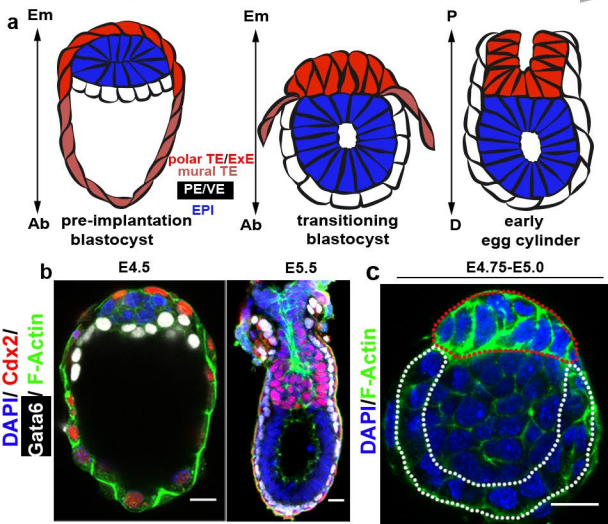 a
Em
Em
P
polar TE/ExE
mural TE
PE/VE
EPI
Ab
pre-implantation
blastocyst
Ab
transitioning
blastocyst
D
early
egg cylinder
b
E4.5
E5.5
DAPI/ Cdx2/
Gata6/ F-Actin
c
E4.75-E5.0
DAPI/F-Actin